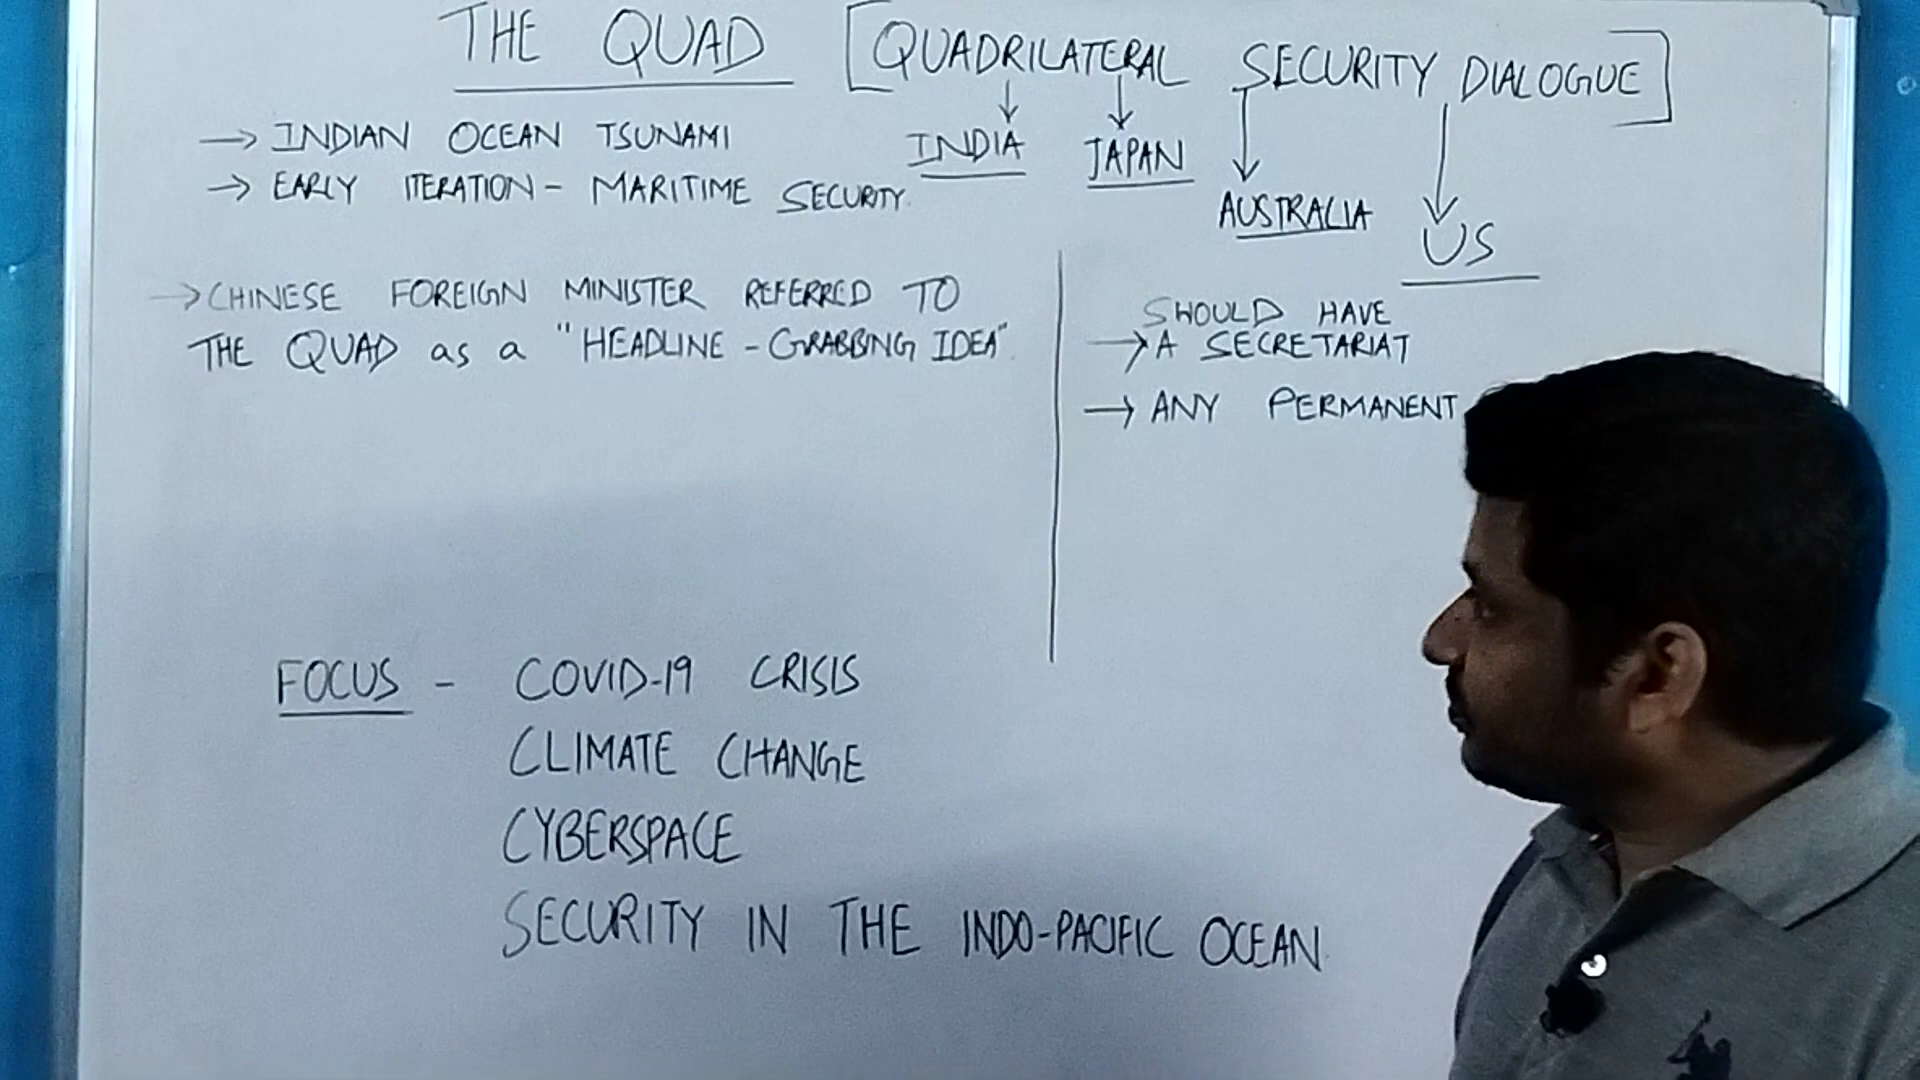 THE QUAD [QUADRILATERAL SECURITY DIALOGUE]
→ INDIAN OCEAN TSUNAMI
→ EARLY ITERATION - MARITIME SECURITY.
INDIA JAPAN
AUSTRALIA
US
→ CHINESE FOREIGN MINISTER REFERRED TO
THE QUAD as a "HEADLINE - GRABBING IDEA".
SHOULD HAVE
→ A SECRETARIAT
→ ANY PERMANENT
FOCUS - COVID-19 CRISIS
CLIMATE CHANGE
CYBERSPACE
SECURITY IN THE INDO-PACIFIC OCEAN.